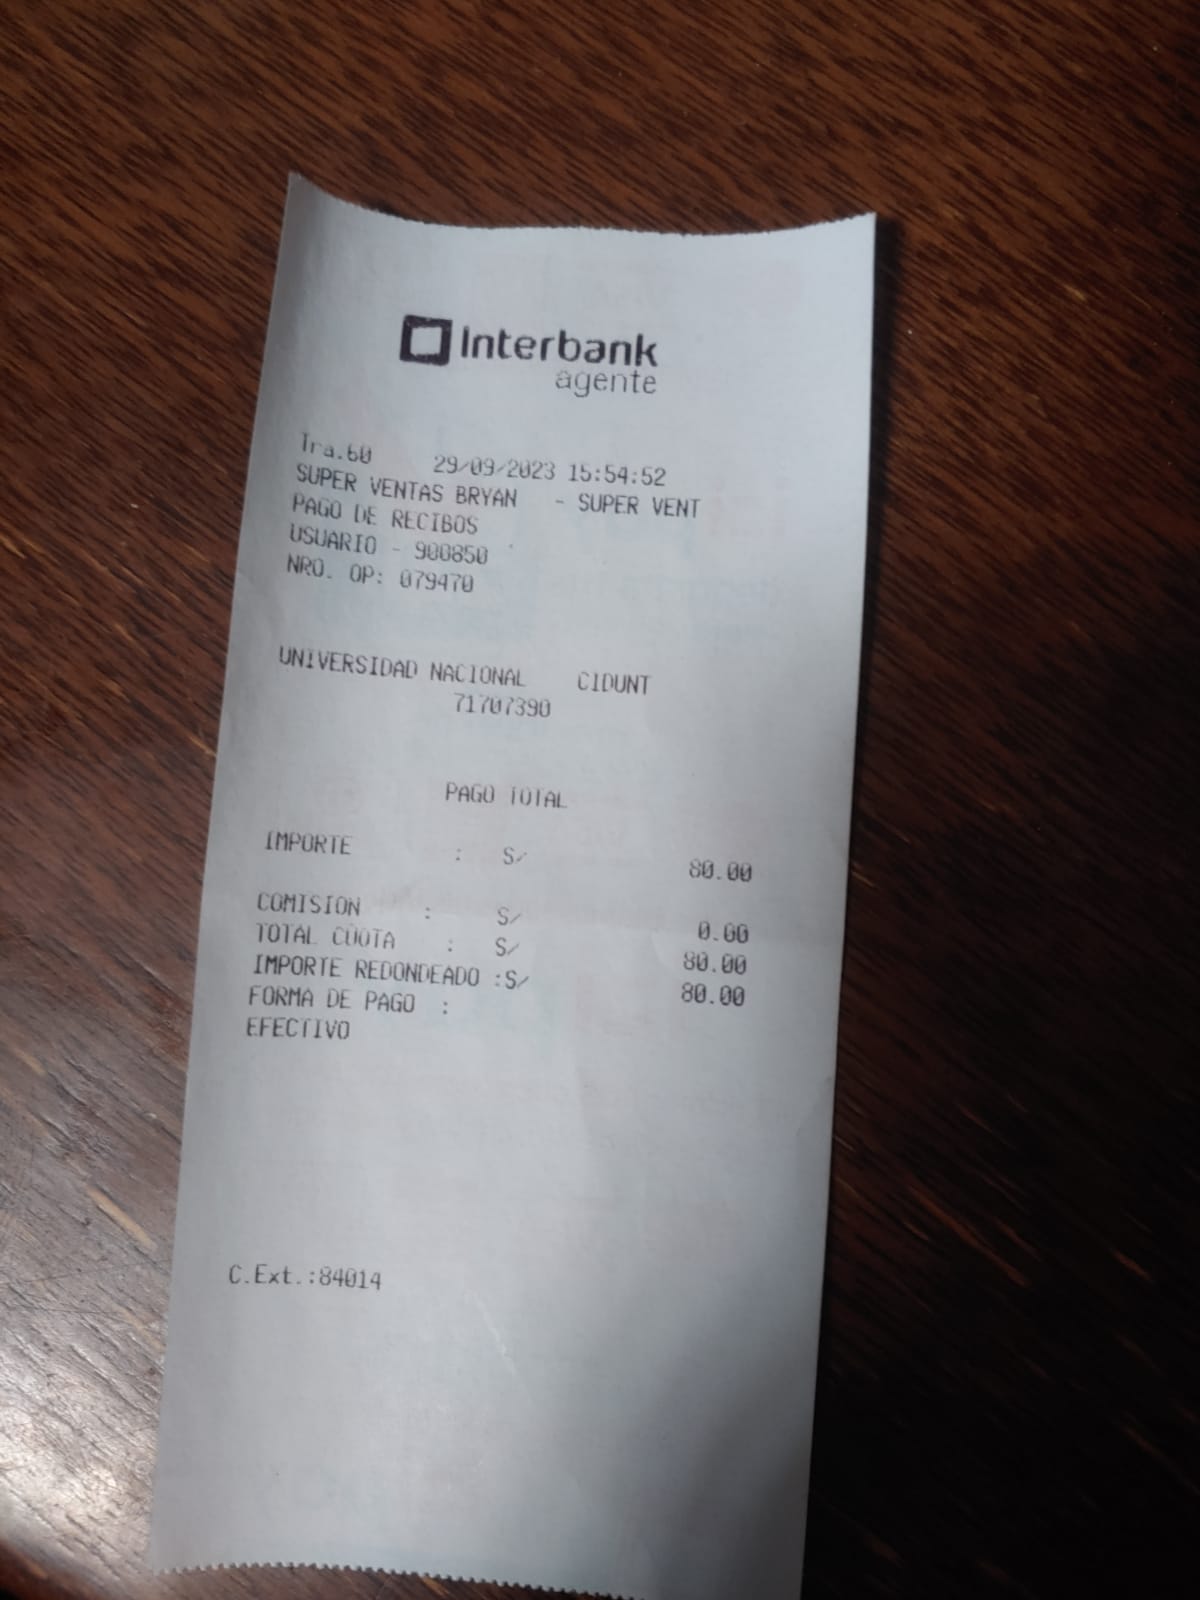 Interbank
agente
Tra.60 29/09/2023 15:54:52
SUPER VENTAS BRYAN - SUPER VENT
PAGO DE RECIBOS
USUARIO - 900850
NRO. OP: 079470
UNIVERSIDAD NACIONAL CIDUNT
71707390
PAGO TOTAL
IMPORTE : S/ 80.00
COMISION : S/ 0.00
TOTAL CUOTA : S/ 80.00
IMPORTE REDONDEADO :S/ 80.00
FORMA DE PAGO :
EFECTIVO
C.Ext.:84014